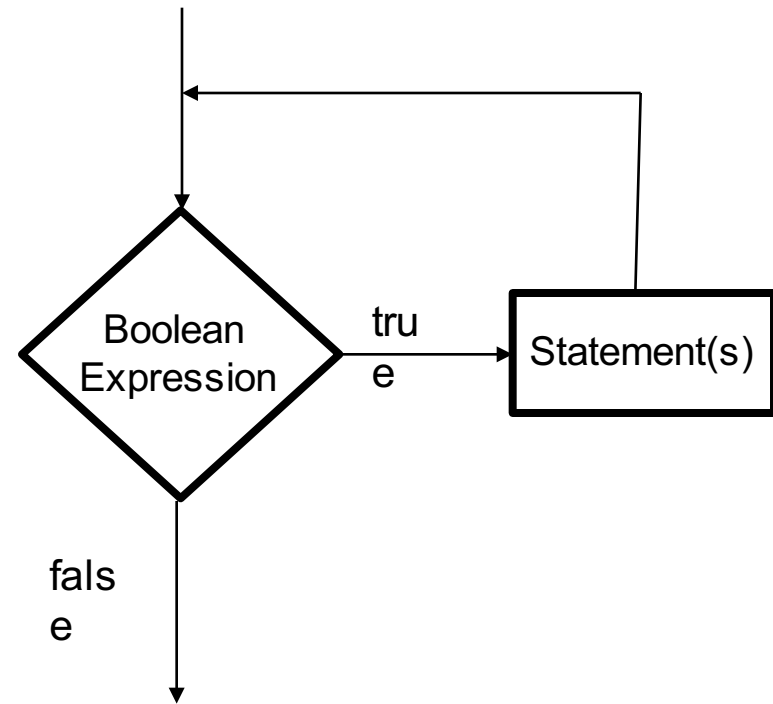 Boolean
Expression
tru
e
Statement(s)
fals
e